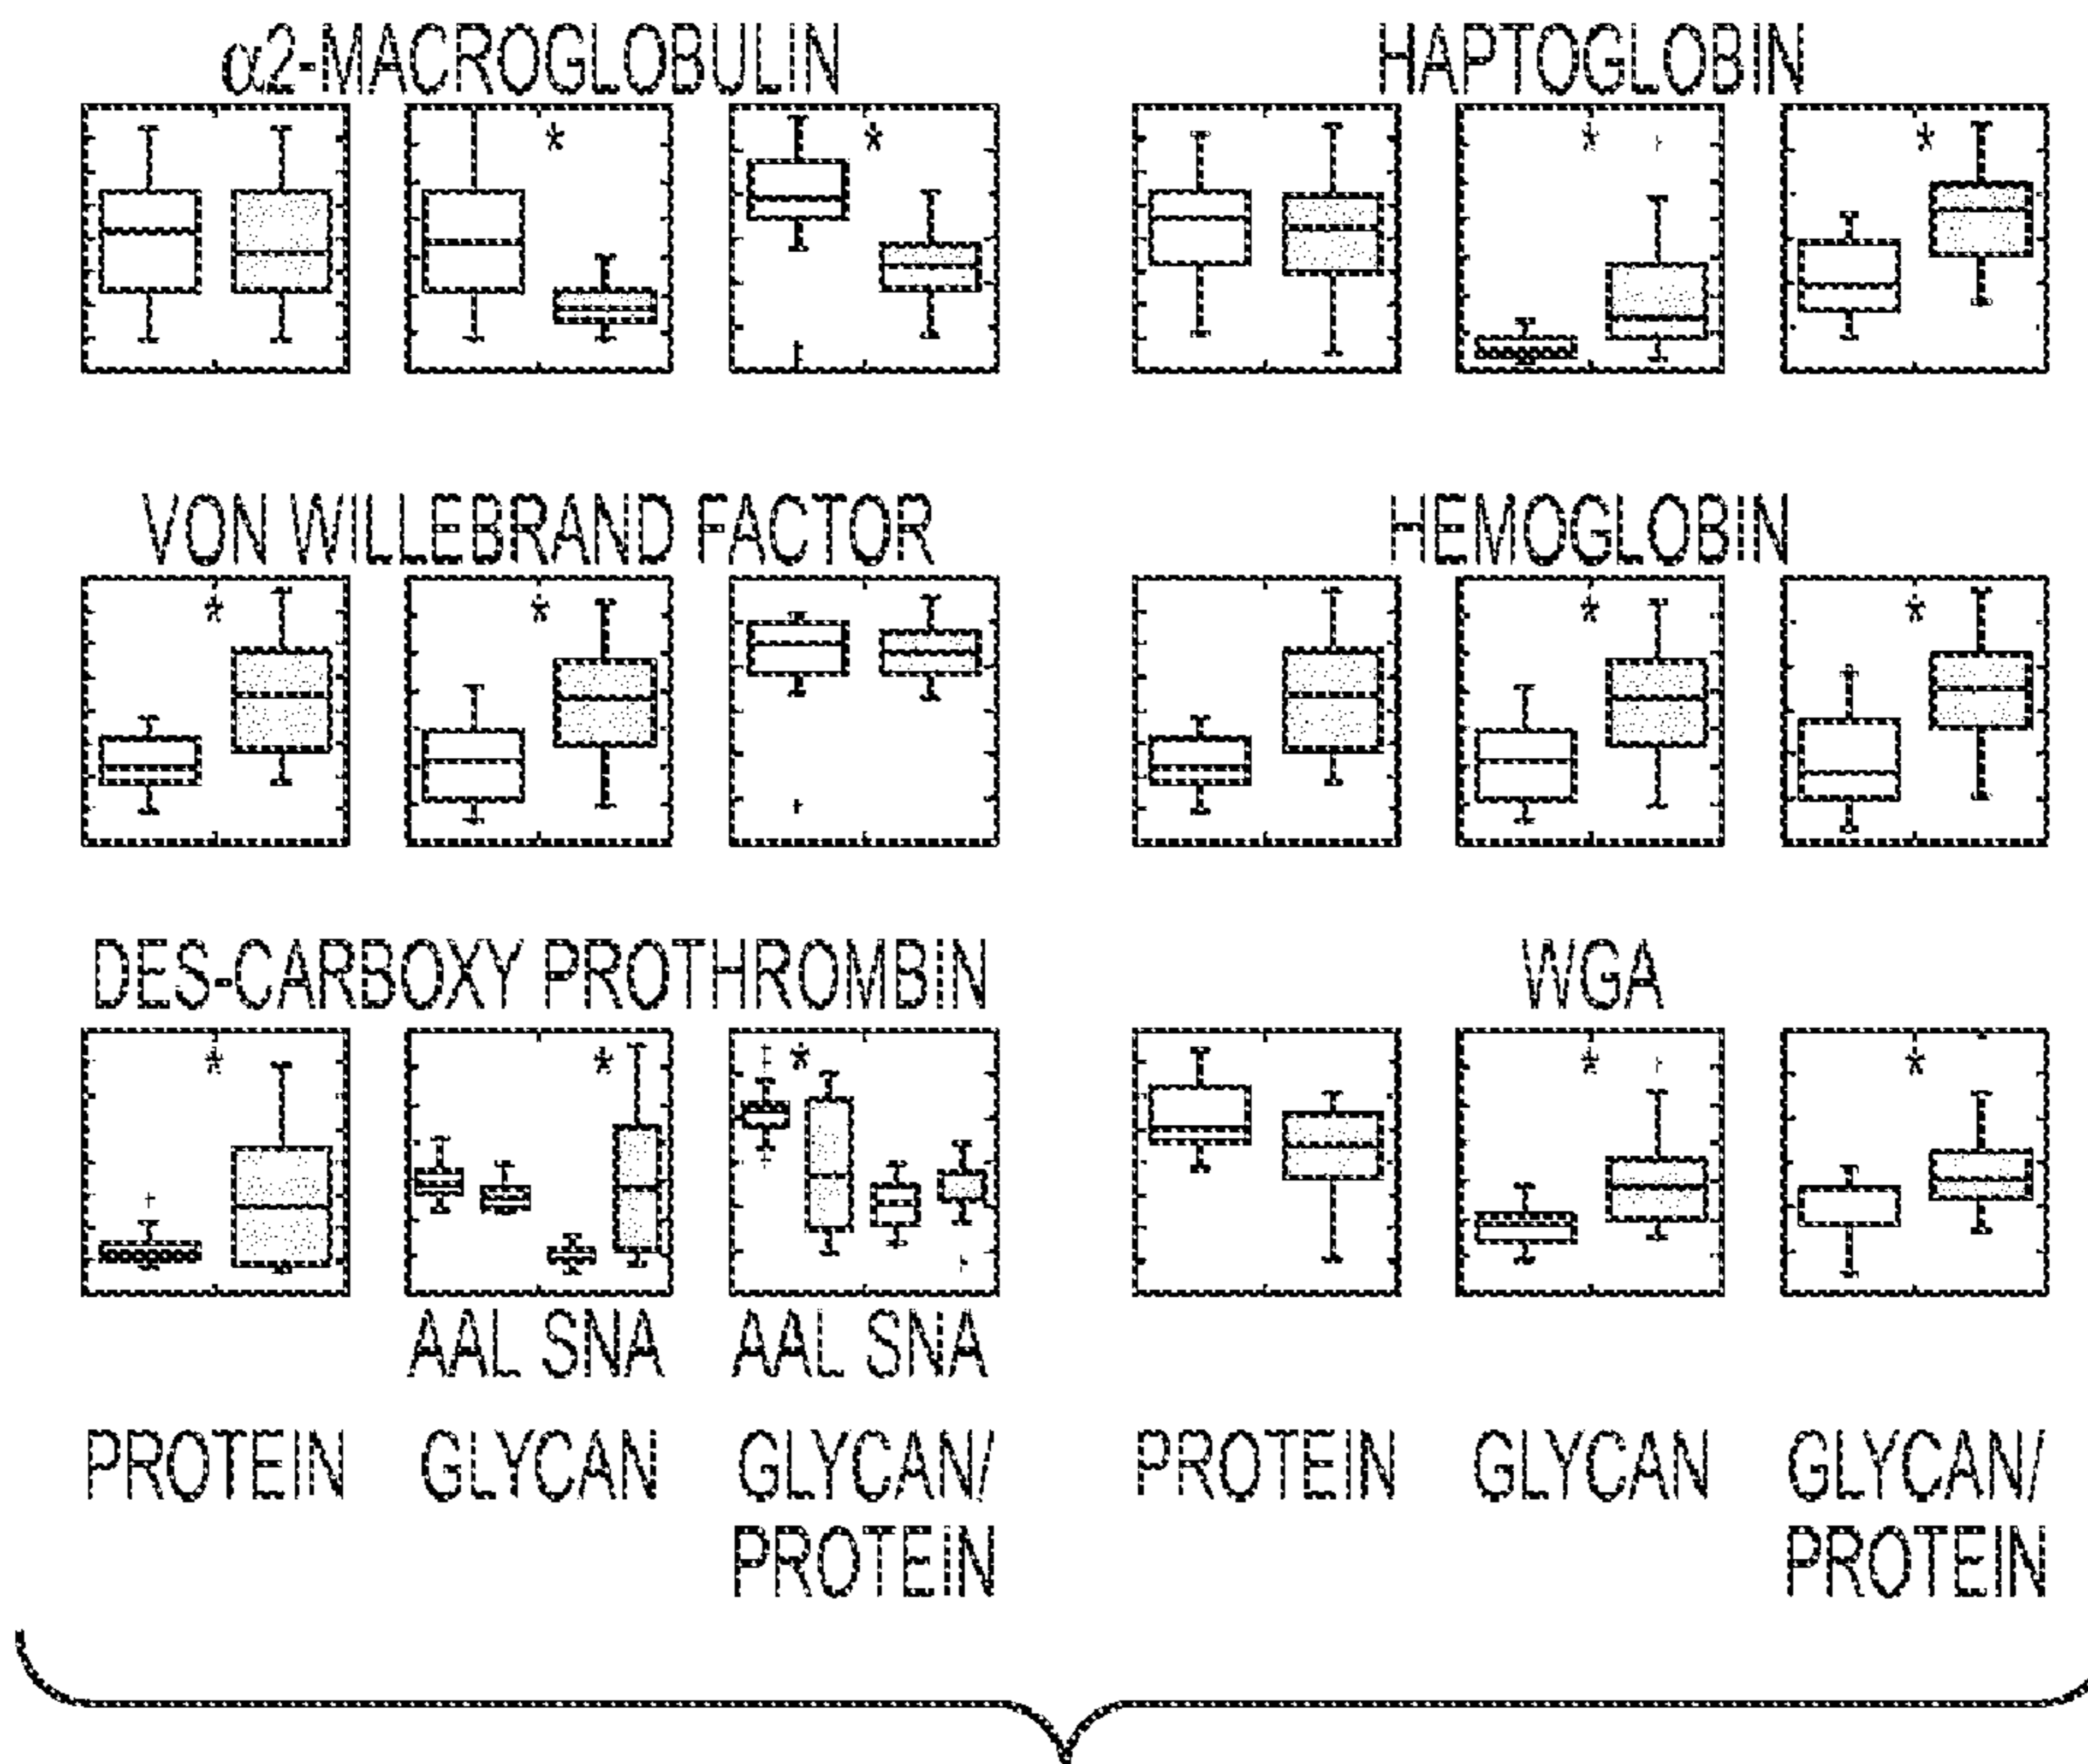 α2-MACROGLOBULIN
HAPTOGLOBIN
* *
* *
VON WILLEBRAND FACTOR
HEMOGLOBIN
* *
* *
DES-CARBOXY PROTHROMBIN
WGA
* * *
* *
AAL SNA AAL SNA
PROTEIN GLYCAN GLYCAN/
PROTEIN
PROTEIN GLYCAN GLYCAN/
PROTEIN